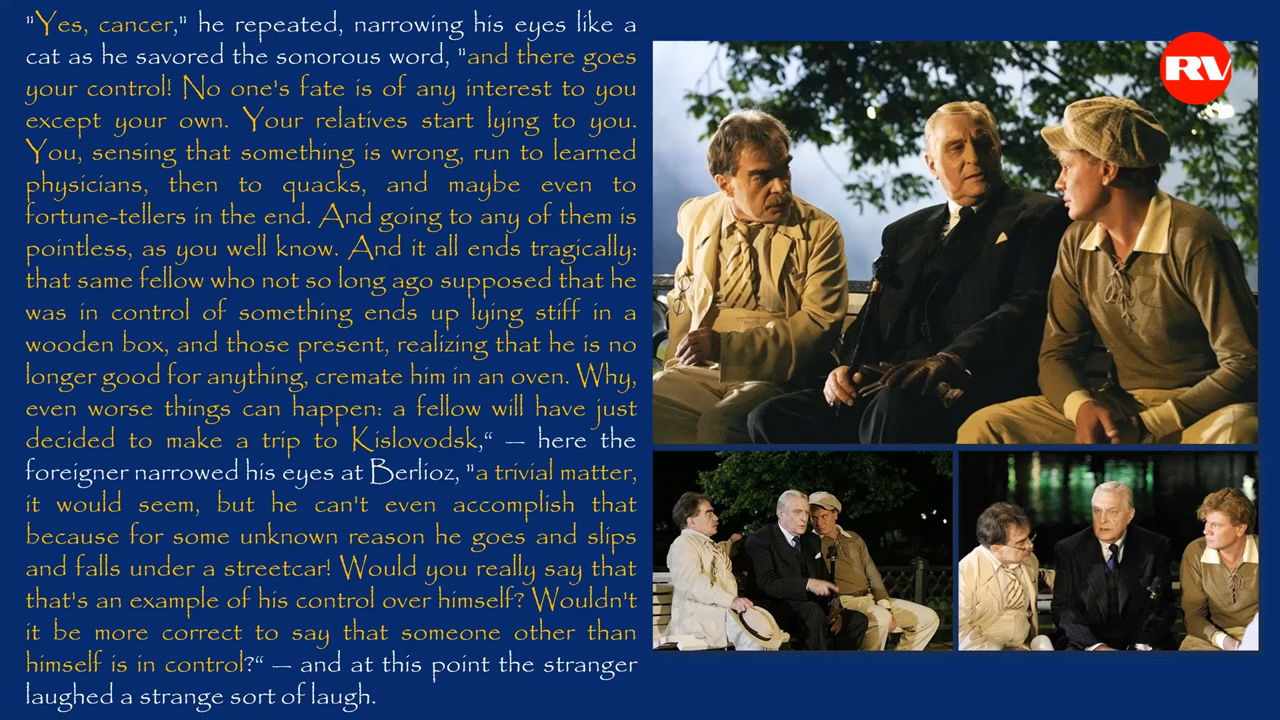 "Yes, cancer," he repeated, narrowing his eyes like a
cat as he savored the sonorous word, "and there goes
your control! No one's fate is of any interest to you
except your own. Your relatives start lying to you.
You, sensing that something is wrong, run to learned
physicians, then to quacks, and maybe even to
fortune-tellers in the end. And going to any of them is
pointless, as you well know. And it all ends tragically:
that same fellow who not so long ago supposed that he
was in control of something ends up lying stiff in a
wooden box, and those present, realizing that he is no
longer good for anything, cremate him in an oven. Why,
even worse things can happen: a fellow will have just
decided to make a trip to Kislovodsk,“ — here the
foreigner narrowed his eyes at Berlioz, "a trivial matter,
it would seem, but he can't even accomplish that
because for some unknown reason he goes and slips
and falls under a streetcar! Would you really say that
that's an example of his control over himself? Wouldn't
it be more correct to say that someone other than
himself is in control?“ — and at this point the stranger
laughed a strange sort of laugh.
RV